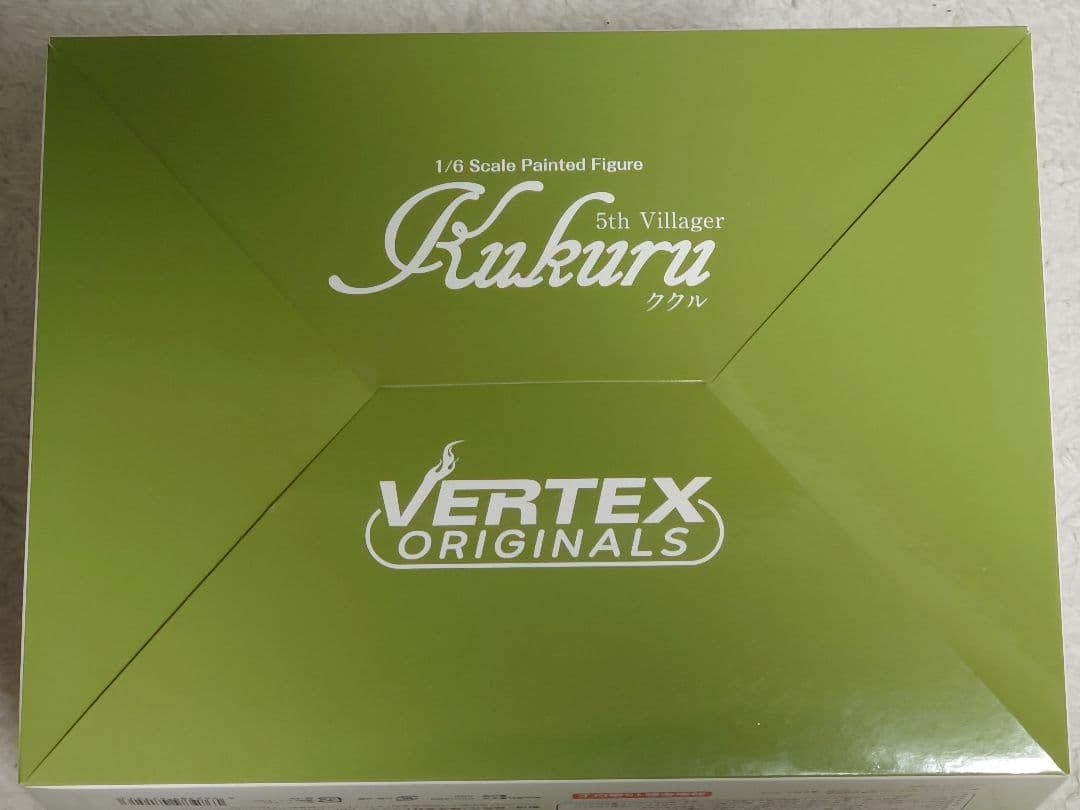 1/6 Scale Painted Figure
5th Villager
Kukuru
ククル
VERTEX
ORIGINALS